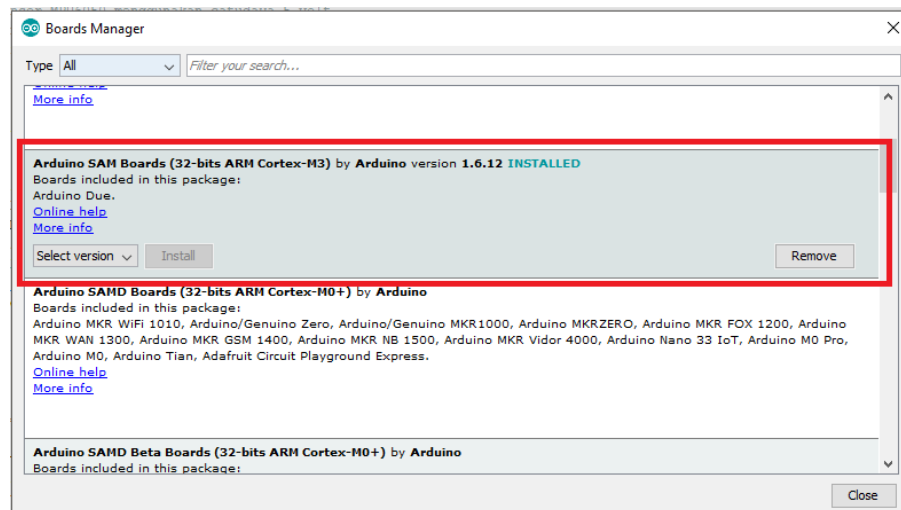 Boards Manager
Type All Filter your search...
Online help
More info
Arduino SAM Boards (32-bits ARM Cortex-M3) by Arduino version 1.6.12 INSTALLED
Boards included in this package:
Arduino Due.
Online help
More info
Select version Install Remove
Arduino SAMD Boards (32-bits ARM Cortex-M0+) by Arduino
Boards included in this package:
Arduino MKR WiFi 1010, Arduino/Genuino Zero, Arduino/Genuino MKR1000, Arduino MKRZERO, Arduino MKR FOX 1200, Arduino
MKR WAN 1300, Arduino MKR GSM 1400, Arduino MKR NB 1500, Arduino MKR Vidor 4000, Arduino Nano 33 IoT, Arduino M0 Pro,
Arduino M0, Arduino Tian, Adafruit Circuit Playground Express.
Online help
More info
Arduino SAMD Beta Boards (32-bits ARM Cortex-M0+) by Arduino
Boards included in this package:
Close